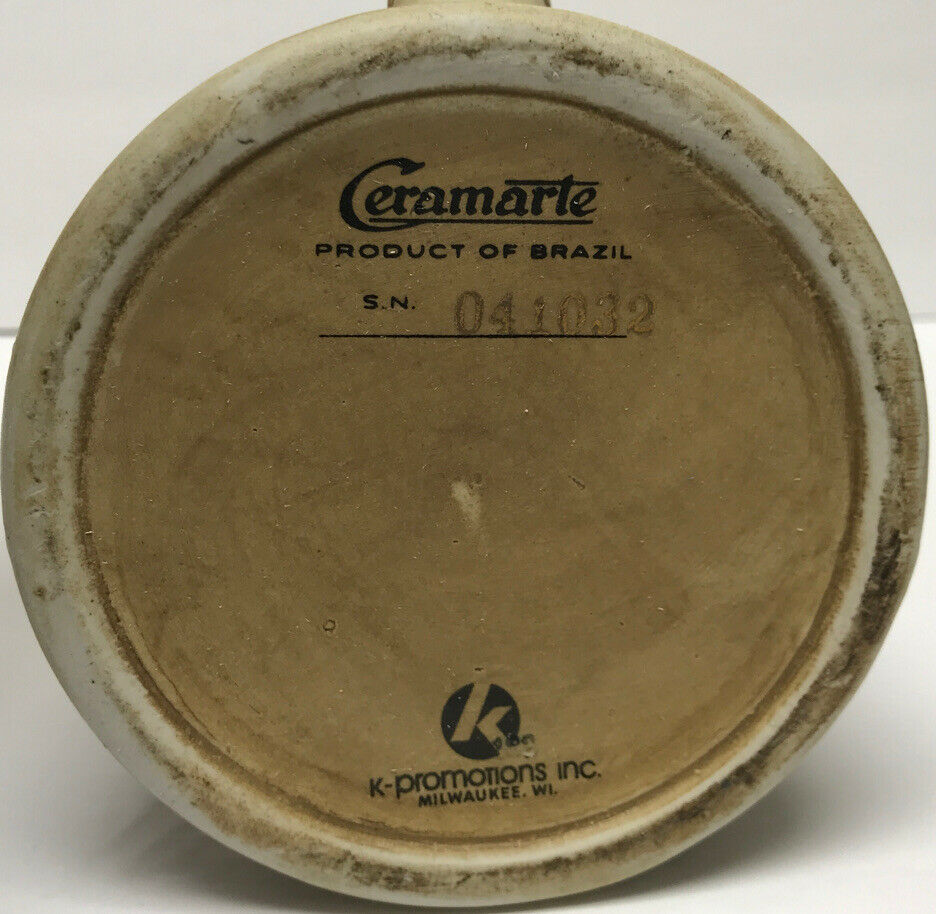 Ceramarte
PRODUCT OF BRAZIL
S.N. 041032
k
K-PROMOTIONS INC.
MILWAUKEE. WI.